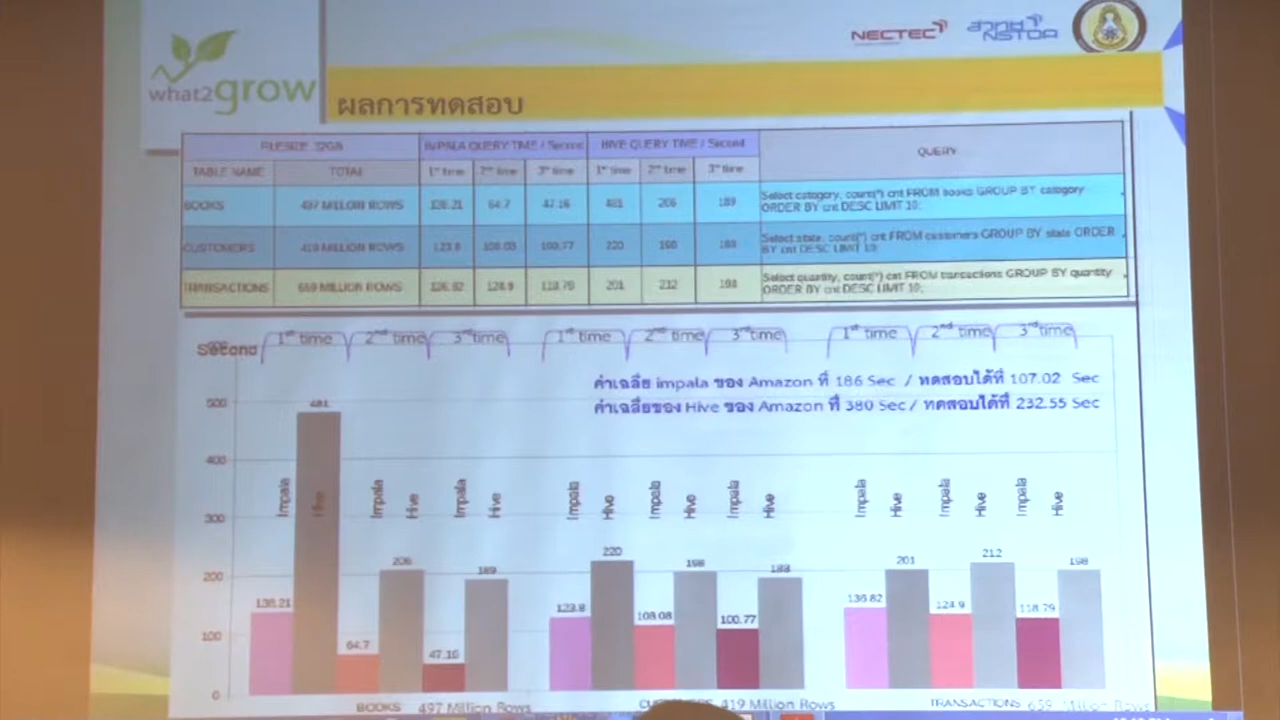 NECTEC
สวทช
NSTDA
what2grow
ผลการทดสอบ
FILESIZE 32GB IMPALA QUERY TIME / Second HIVE QUERY TIME / Second QUERY
TABLE NAME TOTAL 1st time 2nd time 3rd time 1st time 2nd time 3rd time
BOOKS 497 MILLION ROWS 138.21 64.7 47.16 481 206 189 Select category, count(*) cnt FROM books GROUP BY category
ORDER BY cnt DESC LIMIT 10;
CUSTOMERS 419 MILLION ROWS 123.8 108.08 100.77 220 198 188 Select state, count(*) cnt FROM customers GROUP BY state ORDER
BY cnt DESC LIMIT 10;
TRANSACTIONS 659 MILLION ROWS 136.82 124.9 118.79 201 212 198 Select quantity, count(*) cnt FROM transactions GROUP BY quantity
ORDER BY cnt DESC LIMIT 10;
Second 1st time 2nd time 3rd time 1st time 2nd time 3rd time 1st time 2nd time 3rd time
600
ค่าเฉลี่ย impala ของ Amazon ที่ 186 Sec / ทดสอบได้ที่ 107.02 Sec
ค่าเฉลี่ยของ Hive ของ Amazon ที่ 380 Sec / ทดสอบได้ที่ 232.55 Sec
500
481
400
Impala Hive Impala Hive Impala Hive Impala Hive Impala Hive Impala Hive Impala Hive Impala Hive Impala Hive
300
206 189 220 198 188 201 212 198
200
138.21 64.7 47.16 123.8 108.08 100.77 136.82 124.9 118.79
100
0
BOOKS 497 Million Rows 419 Million Rows TRANSACTIONS 659 Million Rows